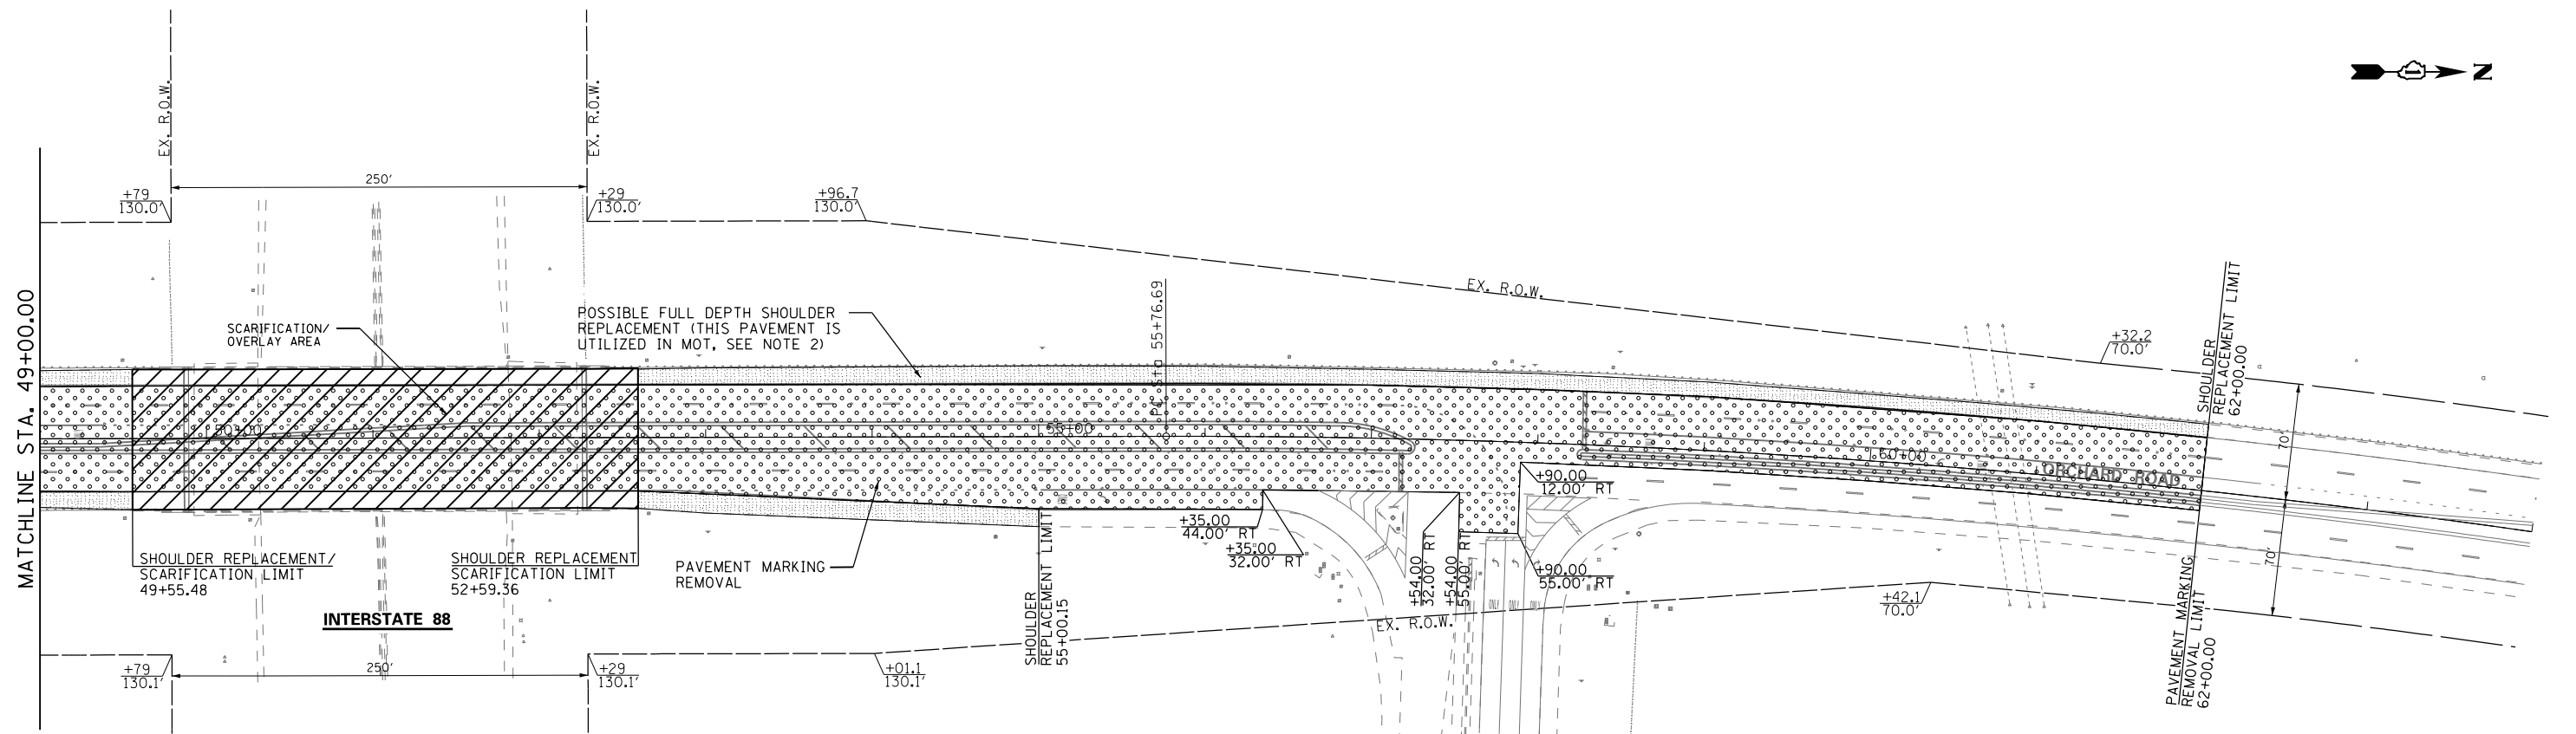 N
EX. R.O.W.
EX. R.O.W.
250'
+79
130.0'
+29
130.0'
+96.7
130.0'
EX. R.O.W.
MATCHLINE STA. 49+00.00
SCARIFICATION/
OVERLAY AREA
POSSIBLE FULL DEPTH SHOULDER
REPLACEMENT (THIS PAVEMENT IS
UTILIZED IN MOT, SEE NOTE 2)
PC Sta 55+76.69
+32.2
70.0'
SHOULDER
REPLACEMENT LIMIT
62+00.00
50+00
55+00
60+00
ORCHARD ROAD
70'
70'
+90.00
12.00' RT
+35.00
44.00' RT
+35.00
32.00' RT
+54.00
32.00' RT
+54.00
55.00' RT
+90.00
55.00' RT
SHOULDER REPLACEMENT/
SCARIFICATION LIMIT
49+55.48
SHOULDER REPLACEMENT
SCARIFICATION LIMIT
52+59.36
PAVEMENT MARKING
REMOVAL
SHOULDER
REPLACEMENT LIMIT
55+00.15
INTERSTATE 88
ONLY ONLY ONLY
EX. R.O.W.
+42.1
70.0'
PAVEMENT MARKING
REMOVAL LIMIT
62+00.00
+79
130.1'
250'
+29
130.1'
+01.1
130.1'